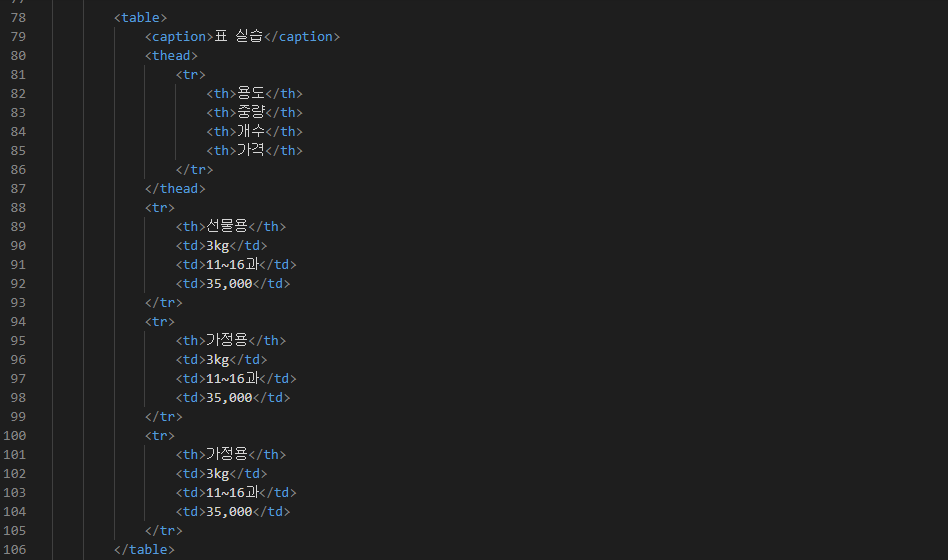 78 <table>
79 <caption>표 실습</caption>
80 <thead>
81 <tr>
82 <th>용도</th>
83 <th>중량</th>
84 <th>개수</th>
85 <th>가격</th>
86 </tr>
87 </thead>
88 <tr>
89 <th>선물용</th>
90 <td>3kg</td>
91 <td>11~16과</td>
92 <td>35,000</td>
93 </tr>
94 <tr>
95 <th>가정용</th>
96 <td>3kg</td>
97 <td>11~16과</td>
98 <td>35,000</td>
99 </tr>
100 <tr>
101 <th>가정용</th>
102 <td>3kg</td>
103 <td>11~16과</td>
104 <td>35,000</td>
105 </tr>
106 </table>